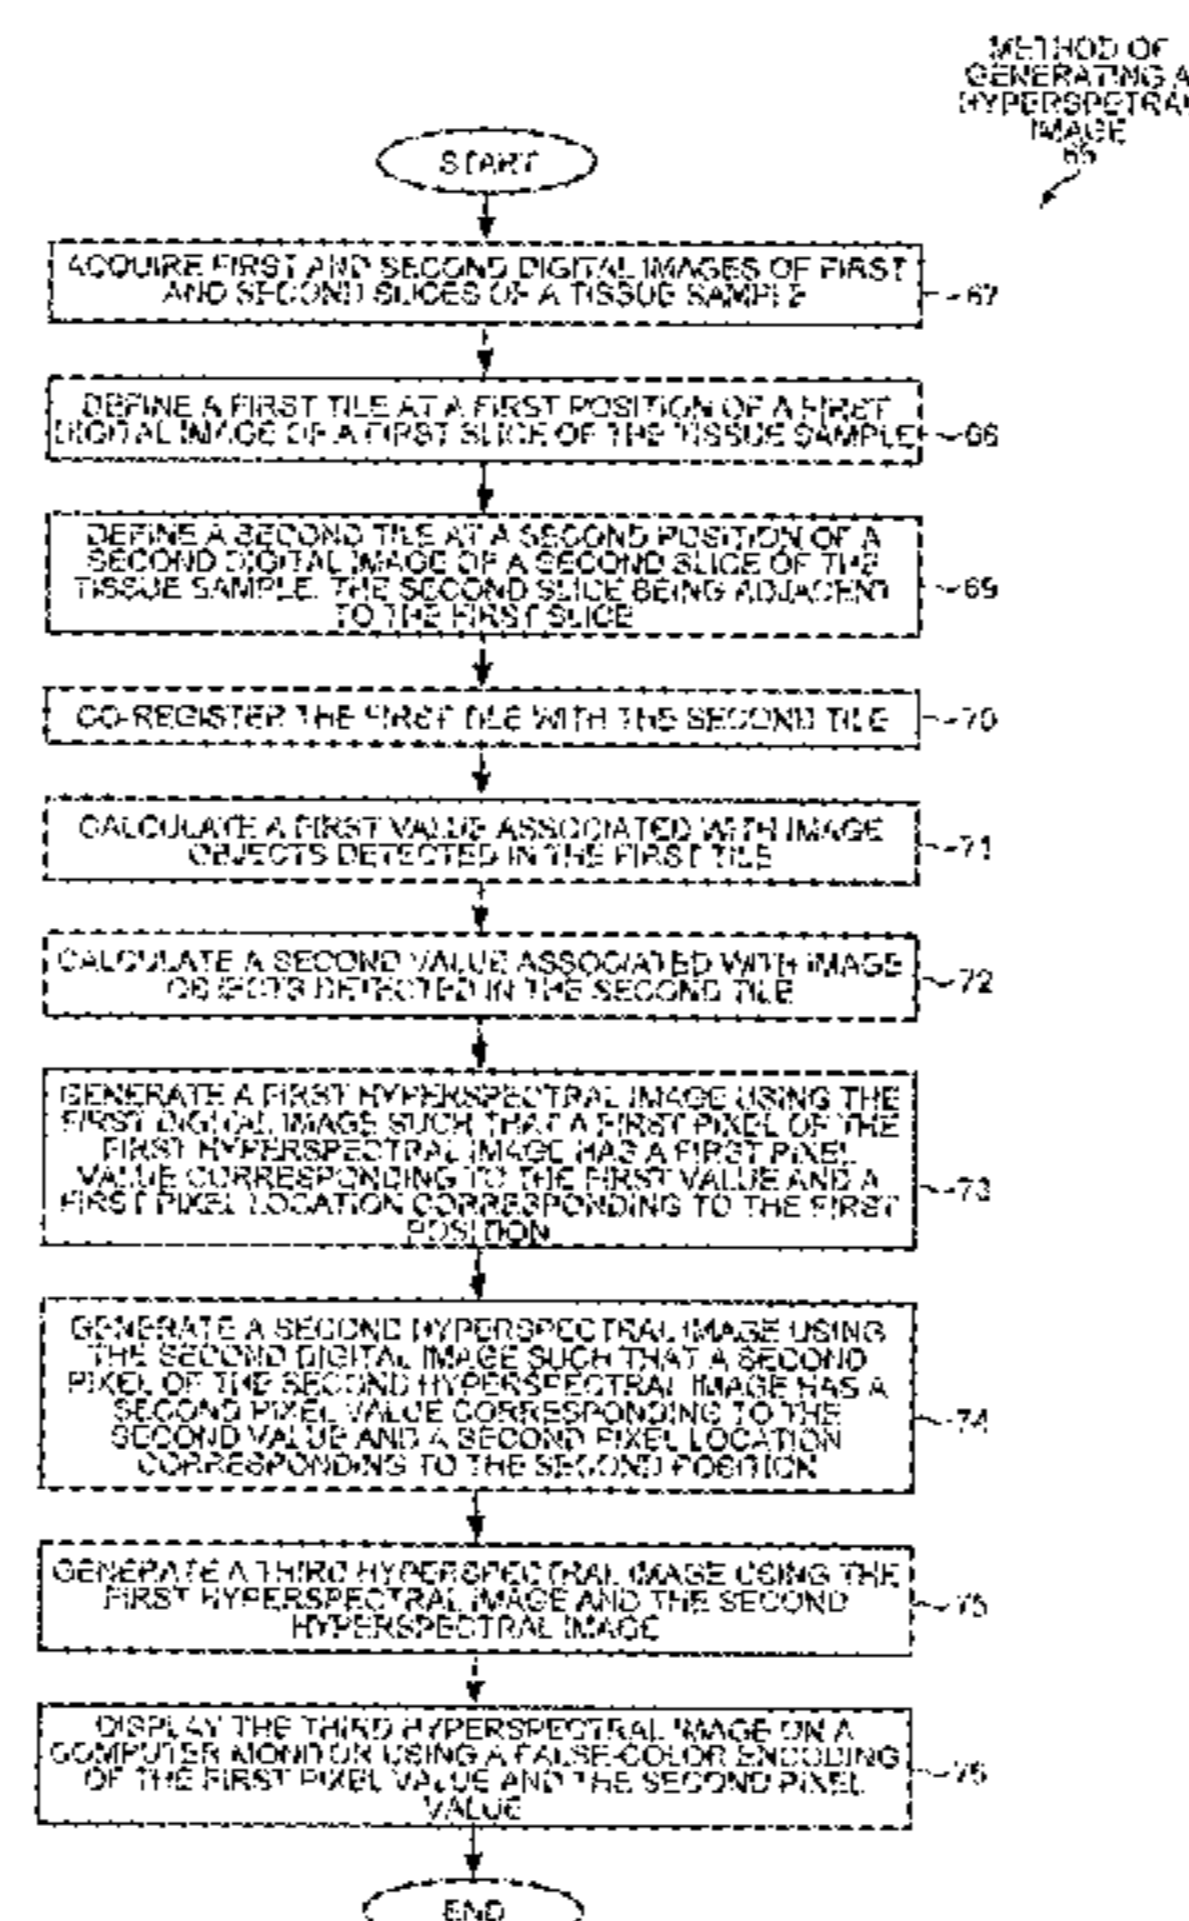 METHOD OF
GENERATING A
HYPERSPETRAL
IMAGE
65
START
ACQUIRE FIRST AND SECOND DIGITAL IMAGES OF FIRST
AND SECOND SLICES OF A TISSUE SAMPLE
67
DEFINE A FIRST TILE AT A FIRST POSITION OF A FIRST
DIGITAL IMAGE OF A FIRST SLICE OF THE TISSUE SAMPLE
68
DEFINE A SECOND TILE AT A SECOND POSITION OF A
SECOND DIGITAL IMAGE OF A SECOND SLICE OF THE
TISSUE SAMPLE, THE SECOND SLICE BEING ADJACENT
TO THE FIRST SLICE
69
CO-REGISTER THE FIRST TILE WITH THE SECOND TILE
70
CALCULATE A FIRST VALUE ASSOCIATED WITH IMAGE
OBJECTS DETECTED IN THE FIRST TILE
71
CALCULATE A SECOND VALUE ASSOCIATED WITH IMAGE
OBJECTS DETECTED IN THE SECOND TILE
72
GENERATE A FIRST HYPERSPECTRAL IMAGE USING THE
FIRST DIGITAL IMAGE SUCH THAT A FIRST PIXEL OF THE
FIRST HYPERSPECTRAL IMAGE HAS A FIRST PIXEL
VALUE CORRESPONDING TO THE FIRST VALUE AND A
FIRST PIXEL LOCATION CORRESPONDING TO THE FIRST
POSITION
73
GENERATE A SECOND HYPERSPECTRAL IMAGE USING
THE SECOND DIGITAL IMAGE SUCH THAT A SECOND
PIXEL OF THE SECOND HYPERSPECTRAL IMAGE HAS A
SECOND PIXEL VALUE CORRESPONDING TO THE
SECOND VALUE AND A SECOND PIXEL LOCATION
CORRESPONDING TO THE SECOND POSITION
74
GENERATE A THIRD HYPERSPECTRAL IMAGE USING THE
FIRST HYPERSPECTRAL IMAGE AND THE SECOND
HYPERSPECTRAL IMAGE
75
DISPLAY THE THIRD HYPERSPECTRAL IMAGE ON A
COMPUTER MONITOR USING A FALSE-COLOR ENCODING
OF THE FIRST PIXEL VALUE AND THE SECOND PIXEL
VALUE
76
END